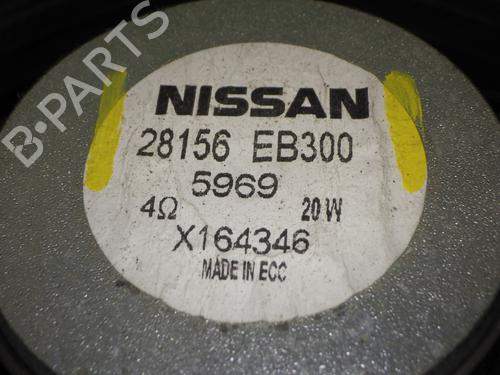 B-PARTS
NISSAN
28156 EB300
5969
4Ω 20 W
X164346
MADE IN ECC